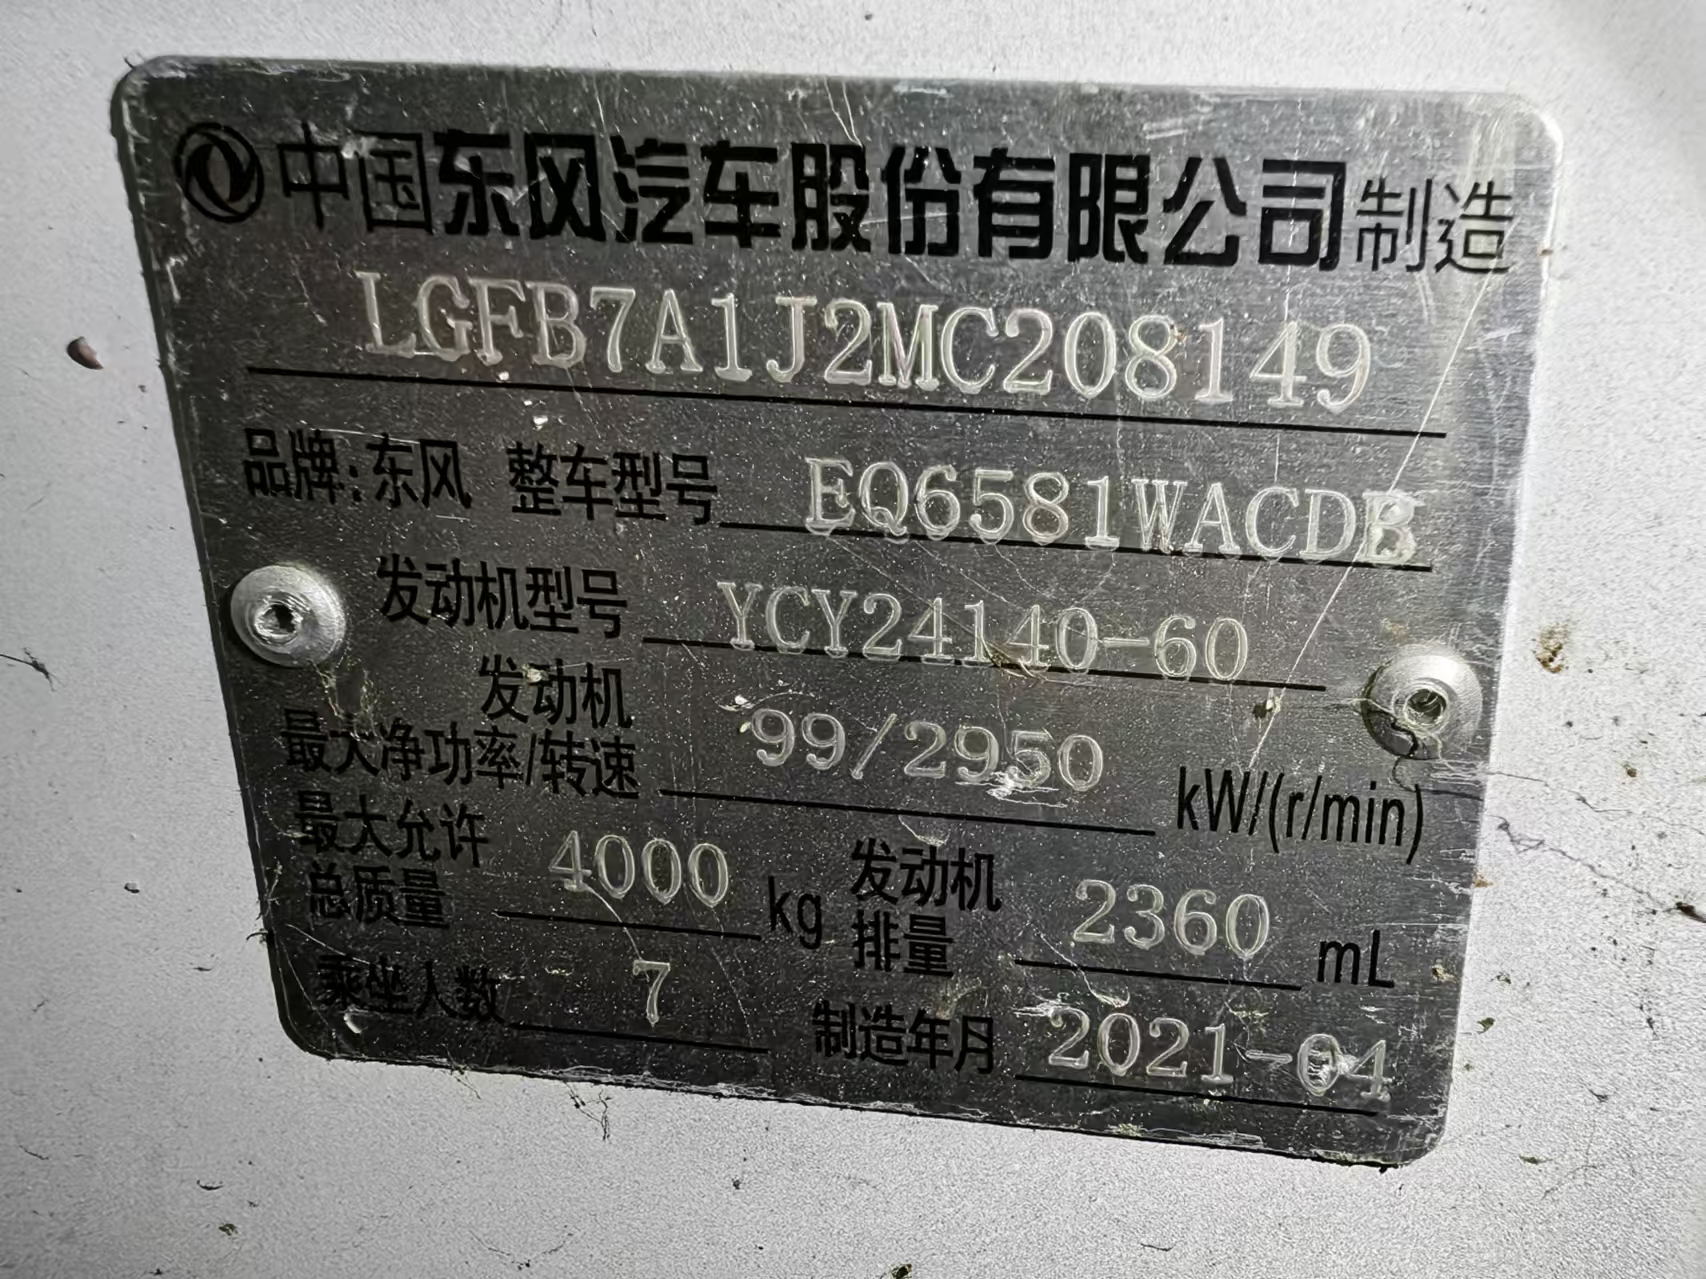 中国东风汽车股份有限公司制造
LGFB7A1J2MC208149
品牌:东风 整车型号 EQ6581WACDB
发动机型号 YCY24140-60
发动机
最大净功率/转速 99/2950 kW/(r/min)
最大允许
总质量 4000 kg 发动机
排量 2360 mL
乘坐人数 7 制造年月 2021-04